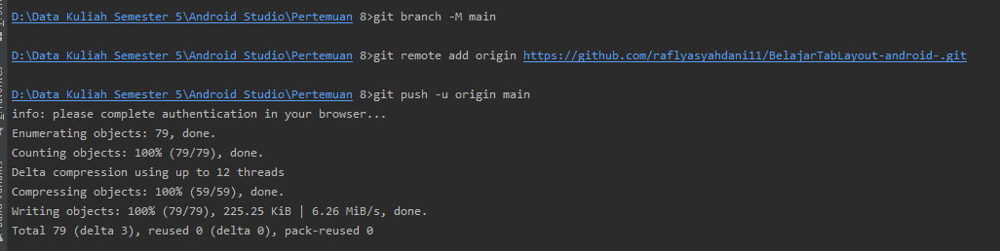 D:\Data Kuliah Semester 5\Android Studio\Pertemuan 8>git branch -M main
D:\Data Kuliah Semester 5\Android Studio\Pertemuan 8>git remote add origin https://github.com/raflyasyahdani11/BelajarTabLayout-android-.git
D:\Data Kuliah Semester 5\Android Studio\Pertemuan 8>git push -u origin main
info: please complete authentication in your browser...
Enumerating objects: 79, done.
Counting objects: 100% (79/79), done.
Delta compression using up to 12 threads
Compressing objects: 100% (59/59), done.
Writing objects: 100% (79/79), 225.25 KiB | 6.26 MiB/s, done.
Total 79 (delta 3), reused 0 (delta 0), pack-reused 0